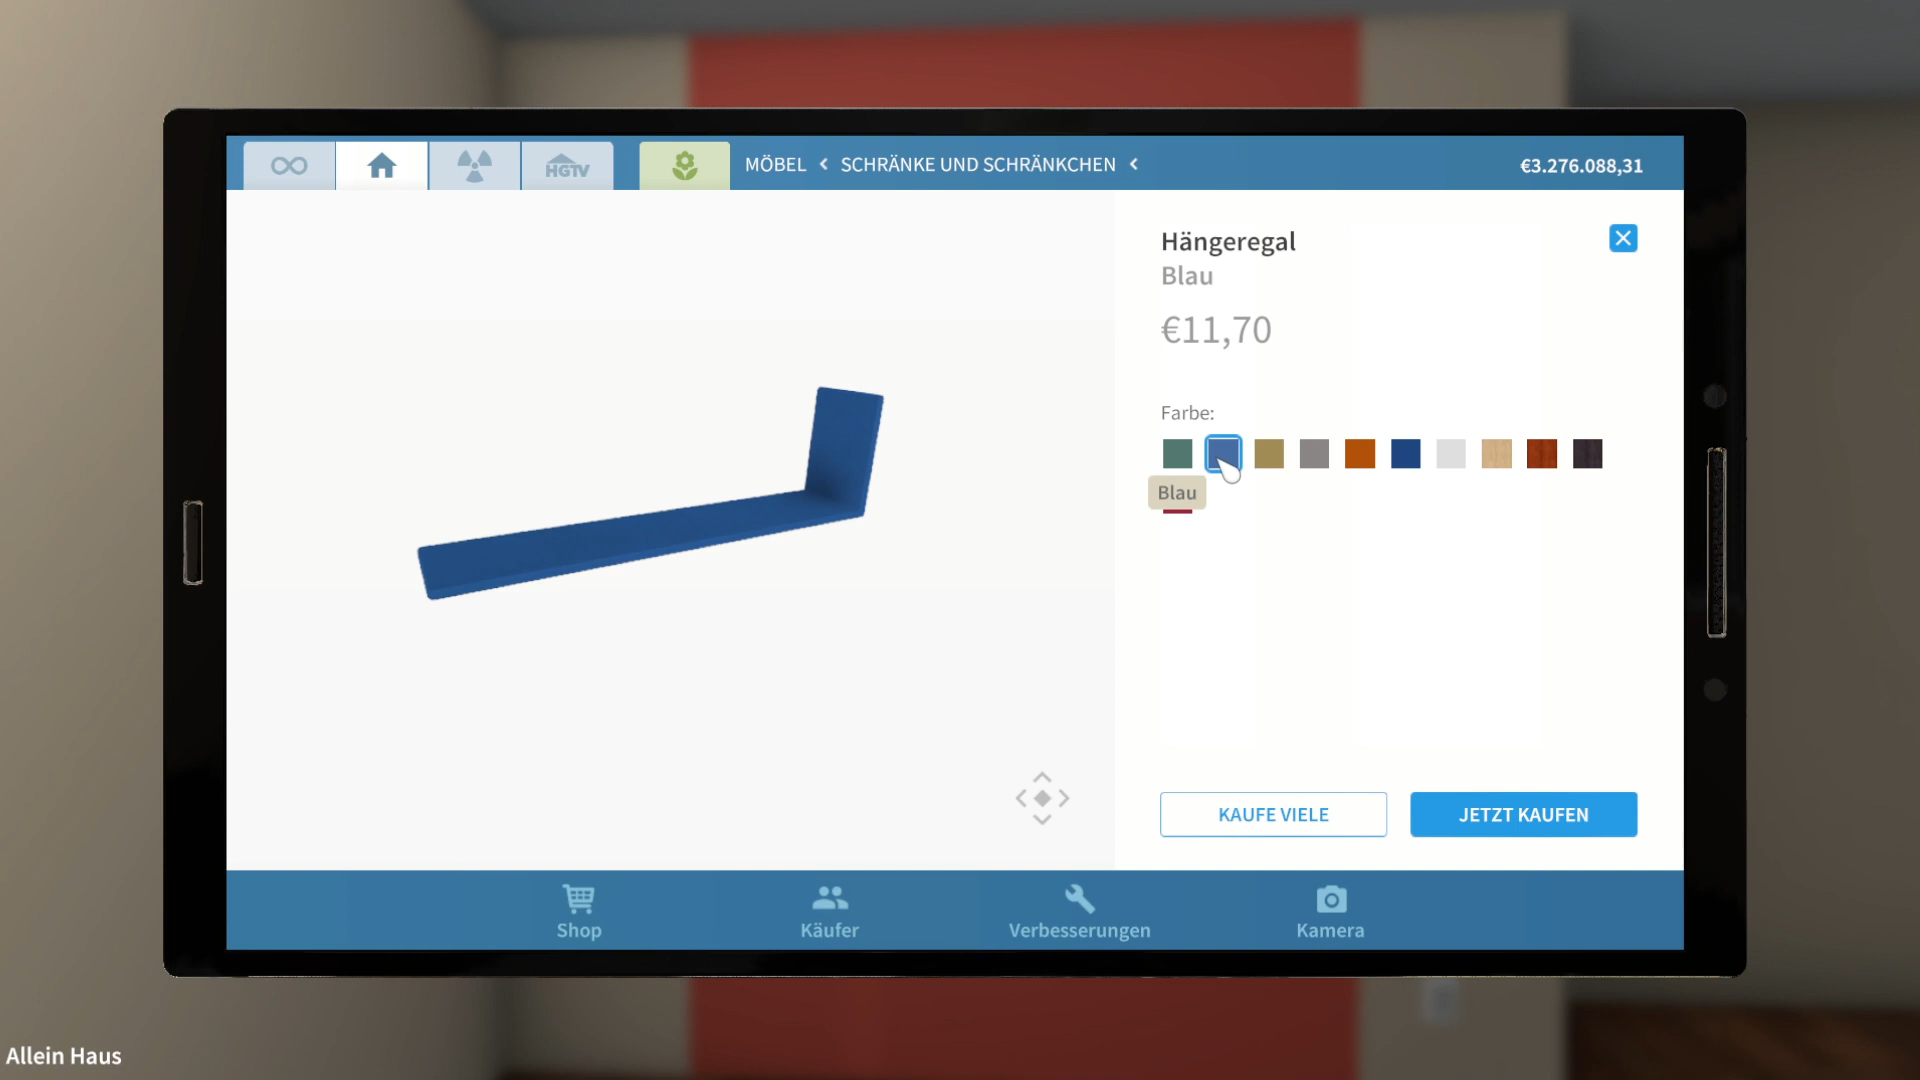 HGTV
MÖBEL < SCHRÄNKE UND SCHRÄNKCHEN <
€3.276.088,31
Hängeregal
Blau
€11,70
Farbe:
Blau
KAUFE VIELE
JETZT KAUFEN
Shop
Käufer
Verbesserungen
Kamera
Allein Haus